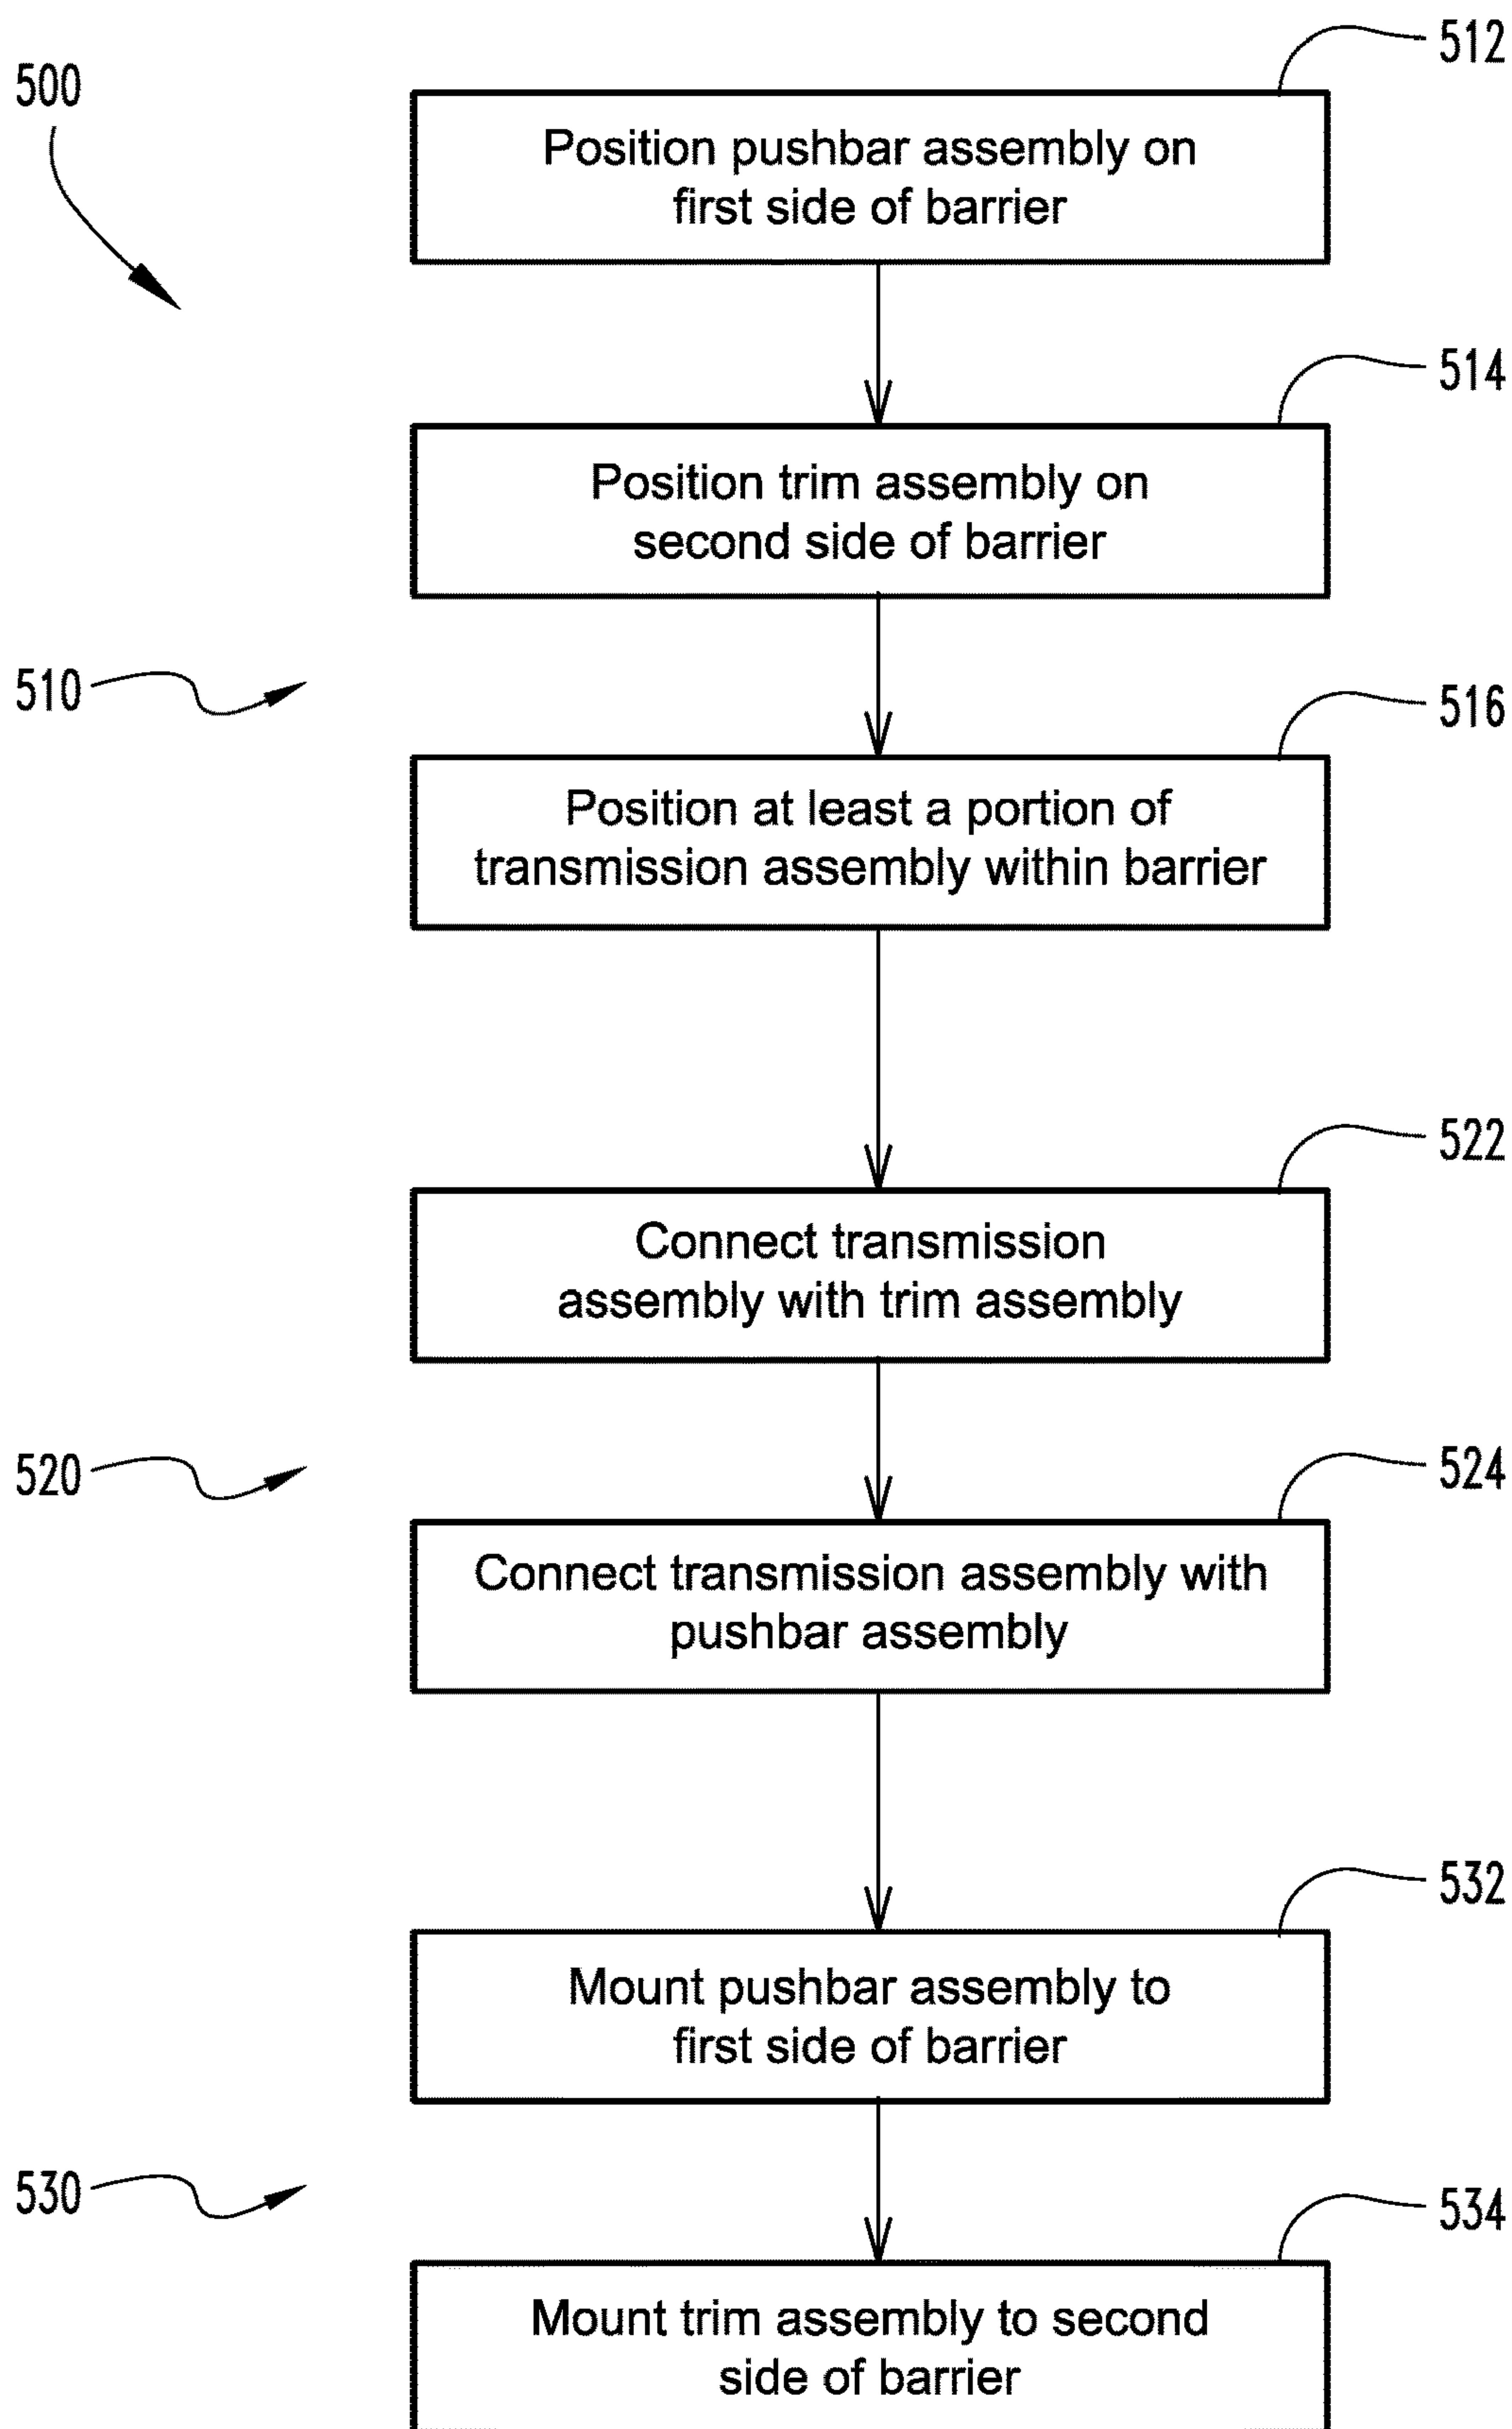 512
500
Position pushbar assembly on
first side of barrier
514
Position trim assembly on
second side of barrier
510
516
Position at least a portion of
transmission assembly within barrier
522
Connect transmission
assembly with trim assembly
520
524
Connect transmission assembly with
pushbar assembly
532
Mount pushbar assembly to
first side of barrier
530
534
Mount trim assembly to second
side of barrier